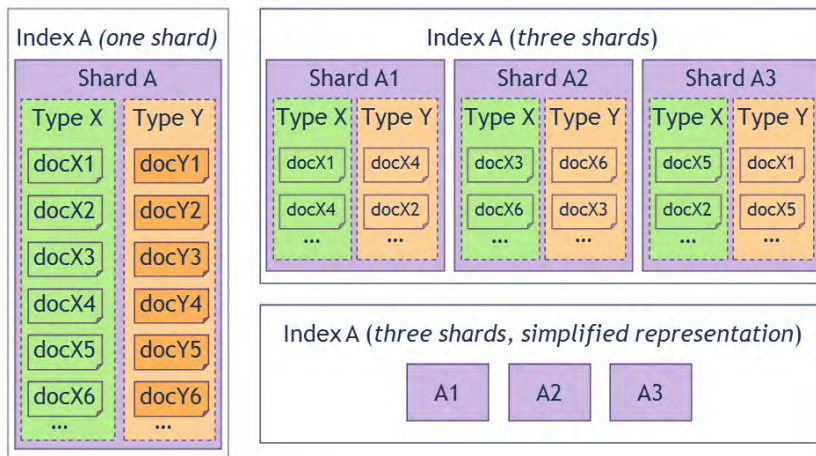 Index A (one shard)
Shard A
Type X Type Y
docX1 docY1
docX2 docY2
docX3 docY3
docX4 docY4
docX5 docY5
docX6 docY6
... ...
Index A (three shards)
Shard A1 Shard A2 Shard A3
Type X Type Y Type X Type Y Type X Type Y
docX1 docX4 docX3 docX6 docX5 docX1
docX4 docX2 docX6 docX3 docX2 docX5
... ... ... ... ... ...
Index A (three shards, simplified representation)
A1 A2 A3